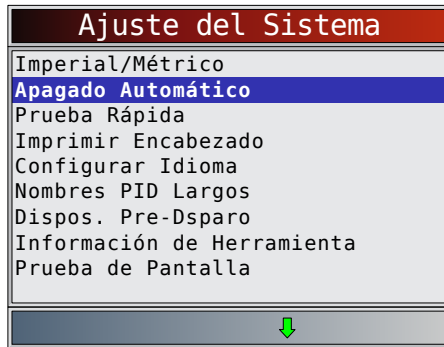 Ajuste del Sistema
Imperial/Métrico
Apagado Automático
Prueba Rápida
Imprimir Encabezado
Configurar Idioma
Nombres PID Largos
Dispos. Pre-Dsparo
Información de Herramienta
Prueba de Pantalla